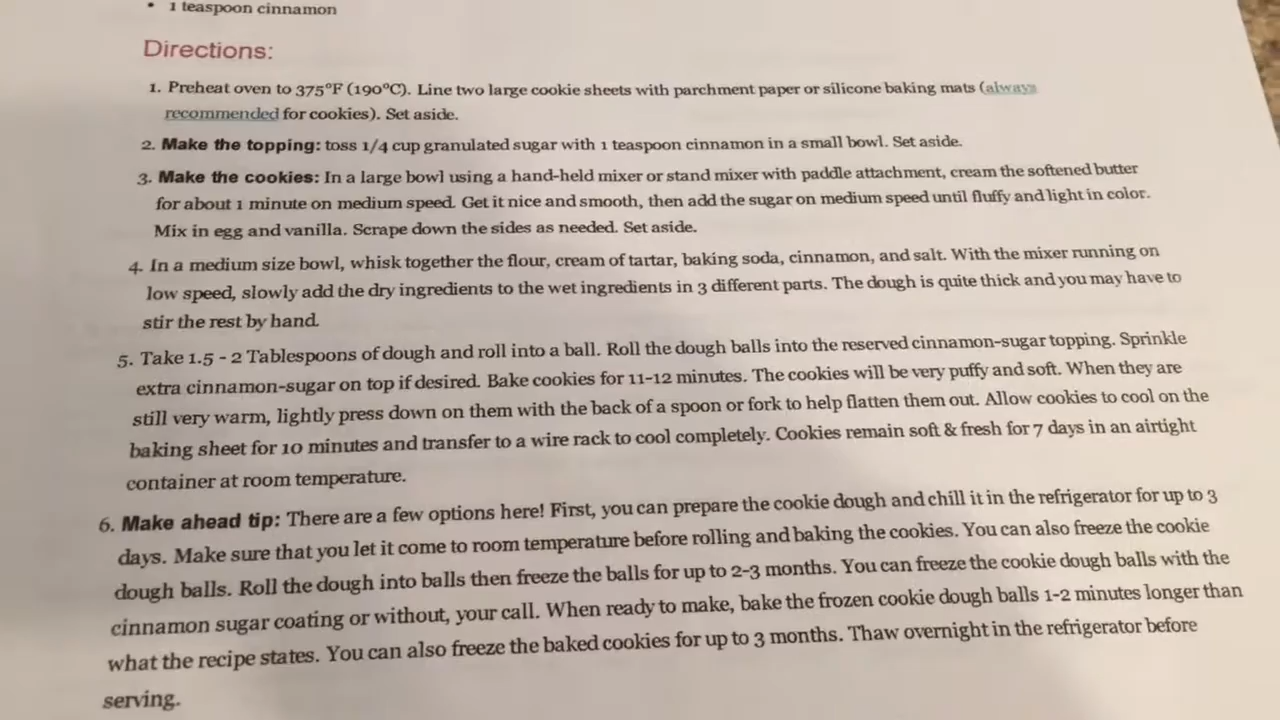 • 1 teaspoon cinnamon
Directions:
1. Preheat oven to 375°F (190°C). Line two large cookie sheets with parchment paper or silicone baking mats (always
recommended for cookies). Set aside.
2. Make the topping: toss 1/4 cup granulated sugar with 1 teaspoon cinnamon in a small bowl. Set aside.
3. Make the cookies: In a large bowl using a hand-held mixer or stand mixer with paddle attachment, cream the softened butter
for about 1 minute on medium speed. Get it nice and smooth, then add the sugar on medium speed until fluffy and light in color.
Mix in egg and vanilla. Scrape down the sides as needed. Set aside.
4. In a medium size bowl, whisk together the flour, cream of tartar, baking soda, cinnamon, and salt. With the mixer running on
low speed, slowly add the dry ingredients to the wet ingredients in 3 different parts. The dough is quite thick and you may have to
stir the rest by hand.
5. Take 1.5 - 2 Tablespoons of dough and roll into a ball. Roll the dough balls into the reserved cinnamon-sugar topping. Sprinkle
extra cinnamon-sugar on top if desired. Bake cookies for 11-12 minutes. The cookies will be very puffy and soft. When they are
still very warm, lightly press down on them with the back of a spoon or fork to help flatten them out. Allow cookies to cool on the
baking sheet for 10 minutes and transfer to a wire rack to cool completely. Cookies remain soft & fresh for 7 days in an airtight
container at room temperature.
6. Make ahead tip: There are a few options here! First, you can prepare the cookie dough and chill it in the refrigerator for up to 3
days. Make sure that you let it come to room temperature before rolling and baking the cookies. You can also freeze the cookie
dough balls. Roll the dough into balls then freeze the balls for up to 2-3 months. You can freeze the cookie dough balls with the
cinnamon sugar coating or without, your call. When ready to make, bake the frozen cookie dough balls 1-2 minutes longer than
what the recipe states. You can also freeze the baked cookies for up to 3 months. Thaw overnight in the refrigerator before
serving.